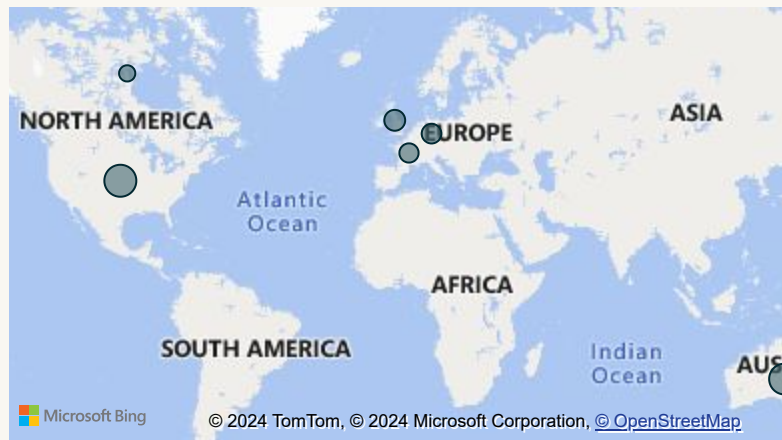 NORTH AMERICA
EUROPE
ASIA
Atlantic
Ocean
AFRICA
SOUTH AMERICA
Indian
Ocean
AUS
Microsoft Bing
© 2024 TomTom, © 2024 Microsoft Corporation, © OpenStreetMap